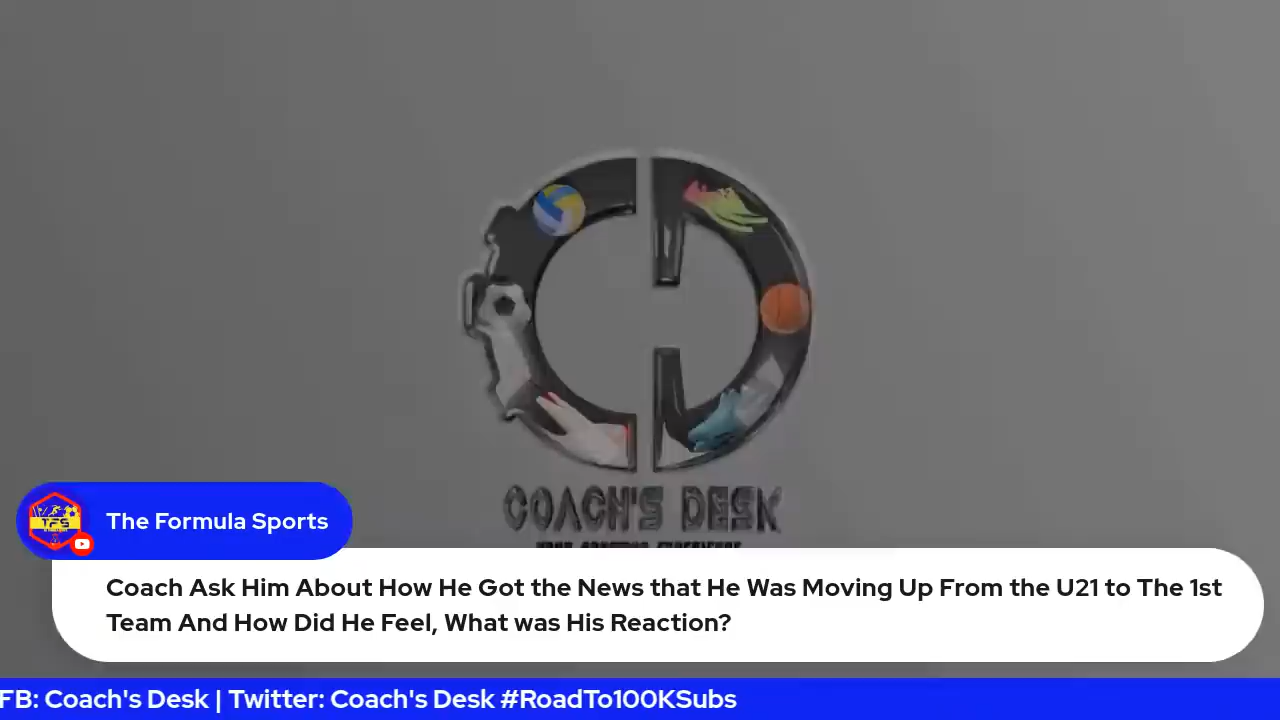 COACH'S DESK
The Formula Sports
Coach Ask Him About How He Got the News that He Was Moving Up From the U21 to The 1st
Team And How Did He Feel, What was His Reaction?
FB: Coach's Desk | Twitter: Coach's Desk #RoadTo100KSubs
TFS